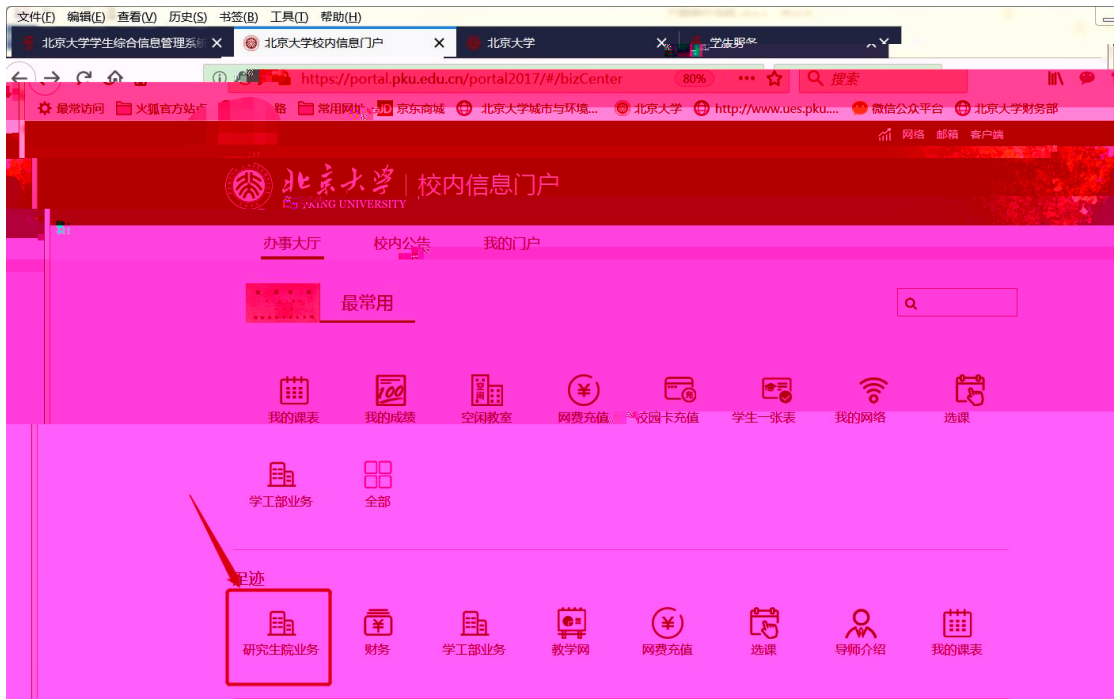 文件(F) 编辑(E) 查看(V) 历史(S) 书签(B) 工具(T) 帮助(H)
北京大学学生综合信息管理系统 北京大学校内信息门户 北京大学
https://portal.pku.edu.cn/portal2017/#/bizCenter 80% 搜索
最常访问 火狐官方站点 常用网址 JD 京东商城 北京大学城市与环境... 北京大学 http://www.ues.pku.... 微信公众平台 北京大学财务部
网络 邮箱 客户端
北京大学 校内信息门户
PEKING UNIVERSITY
办事大厅 校内公告 我的门户
最常用
我的课表 我的成绩 空闲教室 网费充值 校园卡充值 学生一张表 我的网络 选课
学工部业务 全部
足迹
研究生院业务 财务 学工部业务 教学网 网费充值 选课 导师介绍 我的课表